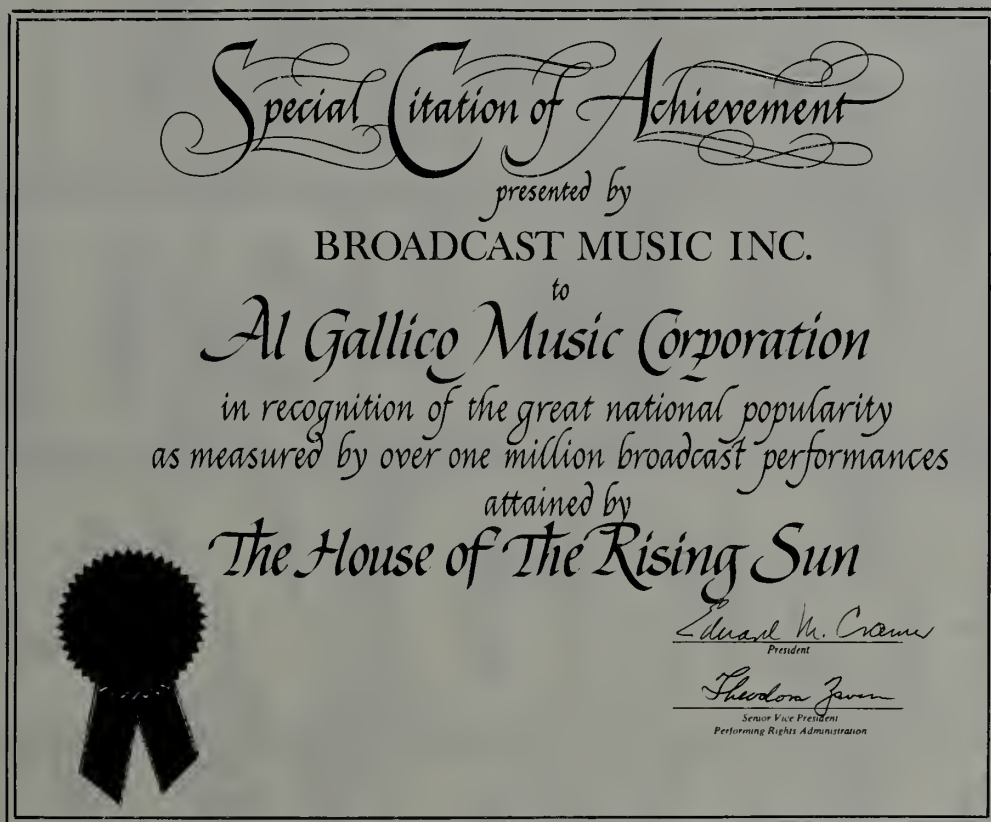 Special Citation of Achievement
presented by
BROADCAST MUSIC INC.
to
Al Gallico Music Corporation
in recognition of the great national popularity
as measured by over one million broadcast performances
attained by
The House of The Rising Sun
Edward M. Cramer
President
Theodora Zavin
Senior Vice President
Performing Rights Administration